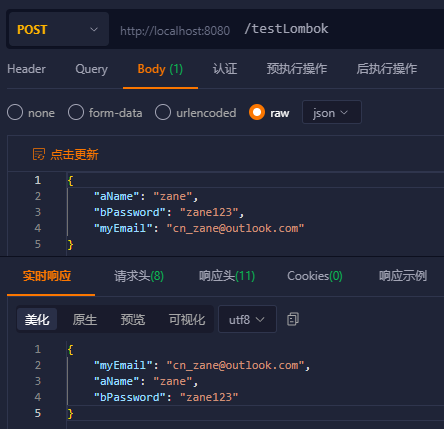 POST http://localhost:8080 /testLombok
Header Query Body (1) 认证 预执行操作 后执行操作
none form-data urlencoded raw json
点击更新
1 {
2 "aName": "zane",
3 "bPassword": "zane123",
4 "myEmail": "cn_zane@outlook.com"
5 }
实时响应 请求头(8) 响应头(11) Cookies(0) 响应示例
美化 原生 预览 可视化 utf8
1 {
2 "myEmail": "cn_zane@outlook.com",
3 "aName": "zane",
4 "bPassword": "zane123"
5 }